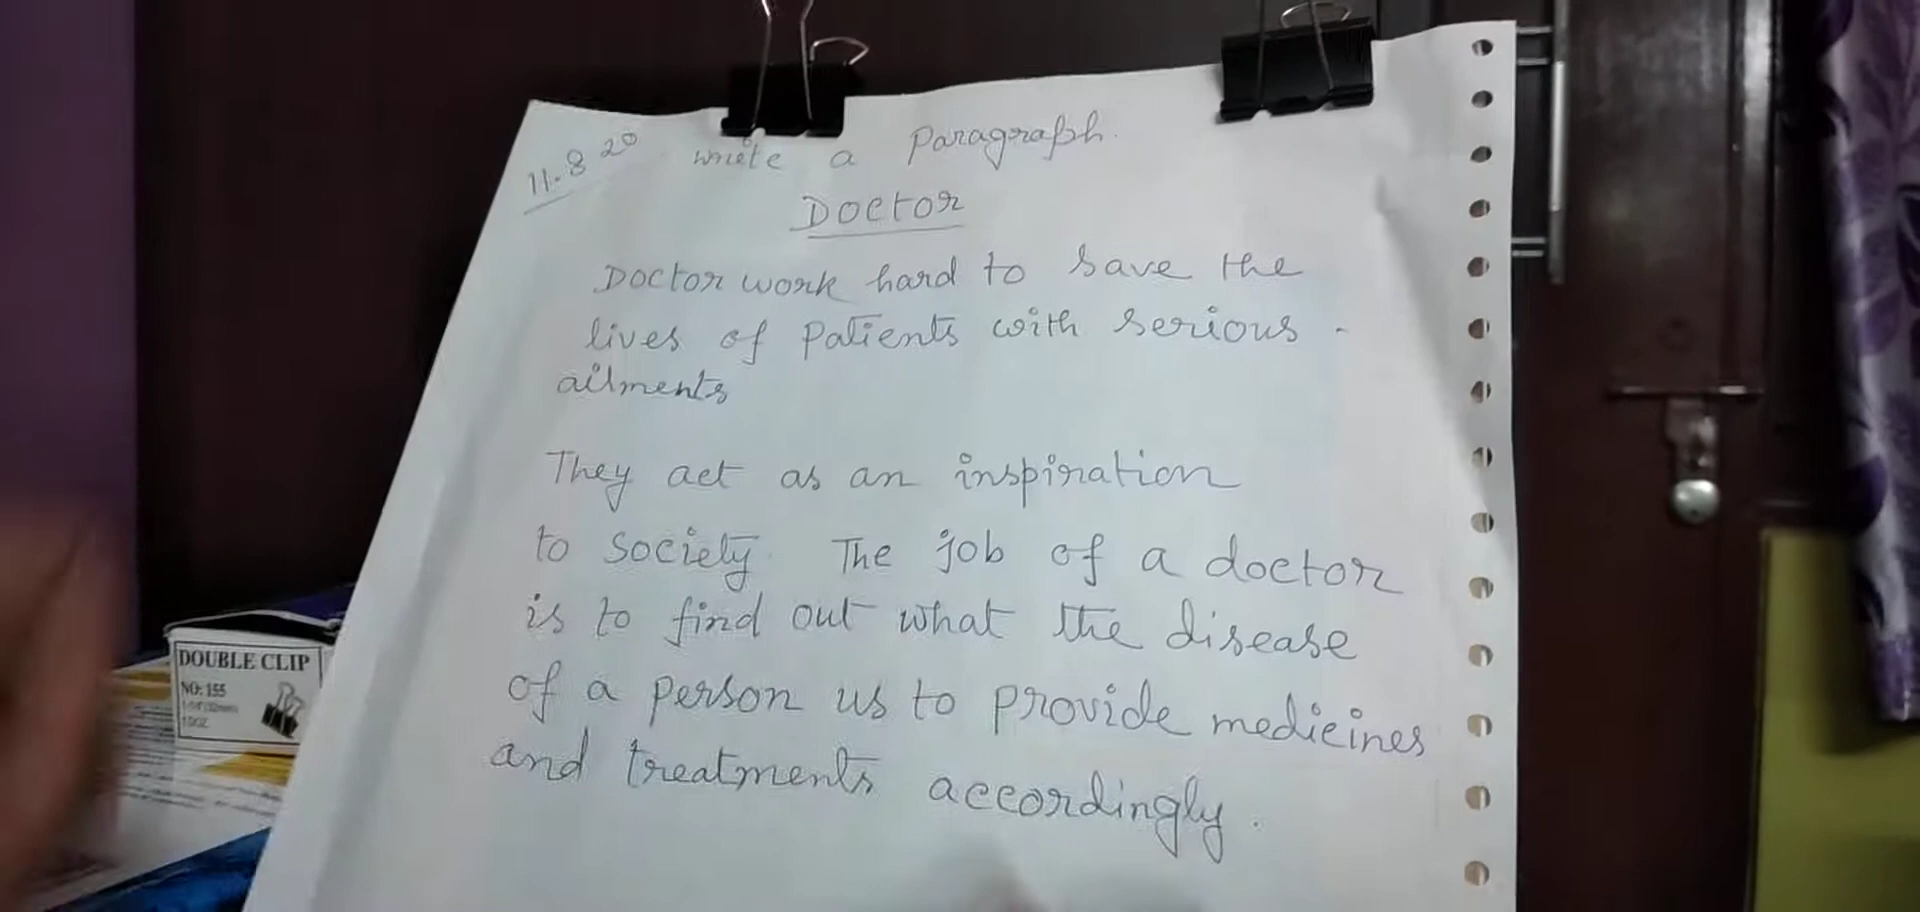 11.8 20 write a Paragraph.
Doctor
Doctor work hard to save the
lives of Patients with serious.
ailments
They act as an inspiration
to society. The job of a doctor
is to find out what the disease
of a person us to provide medicines
and treatments accordingly.
DOUBLE CLIP
NO: 155